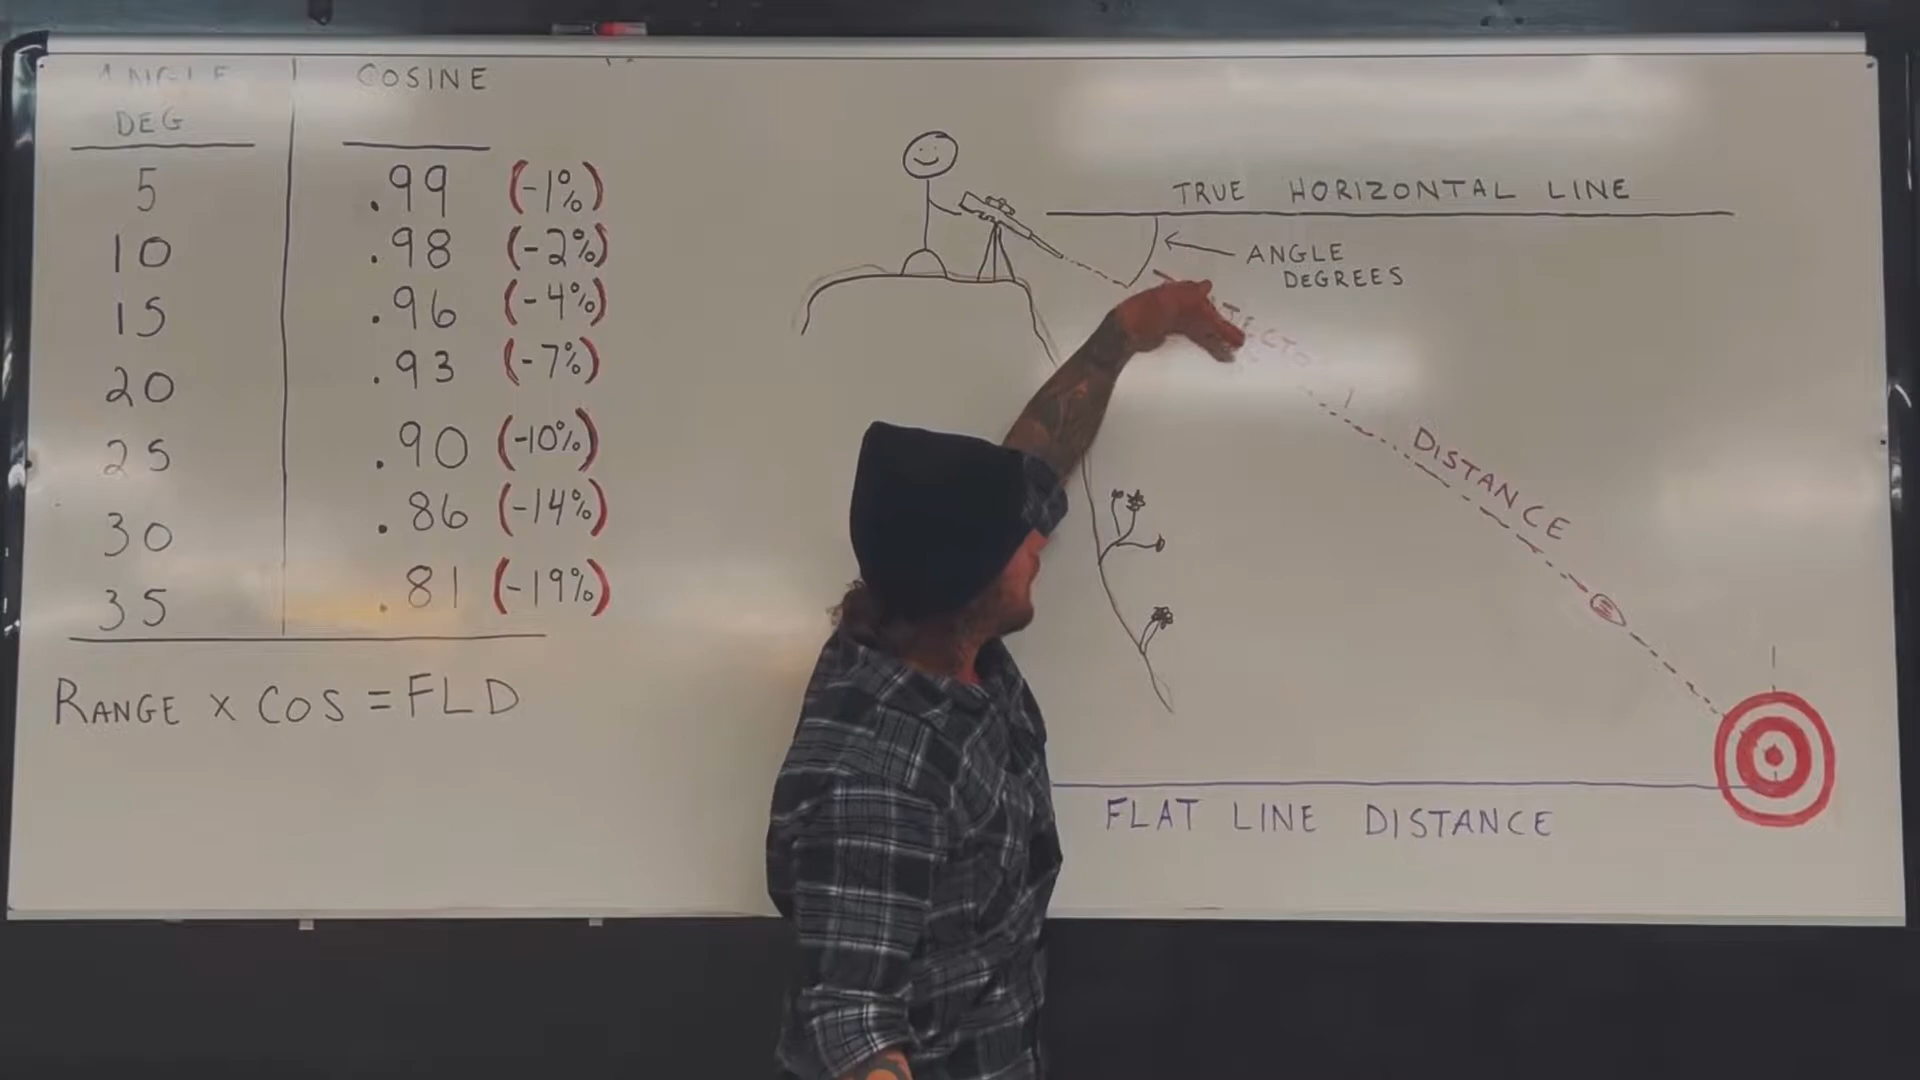 ANGLE COSINE
DEG
5 .99 (-1%)
10 .98 (-2%)
15 .96 (-4%)
20 .93 (-7%)
25 .90 (-10%)
30 .86 (-14%)
35 .81 (-19%)
RANGE x COS = FLD
TRUE HORIZONTAL LINE
ANGLE
DEGREES
DISTANCE
FLAT LINE DISTANCE